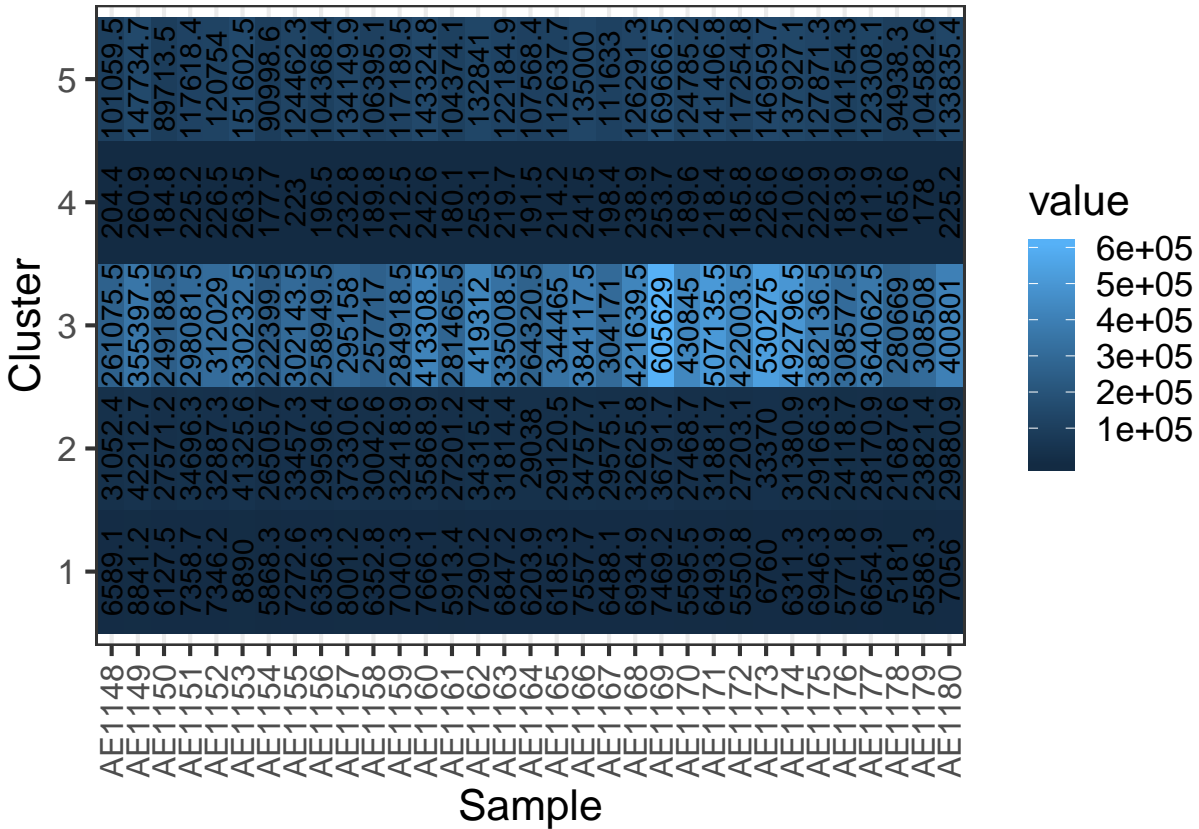 5
101059.5 147734.7 89713.5 117618.4 120754 151602.5 90998.6 124462.3 104368.4 134149.9 106395.1 117189.5 143324.8 104374.1 132841 122184.9 107568.4 112637.7 135000 111633 126291.3 169666.5 124785.2 141406.8 117254.8 146959.7 137927.1 127871.3 104154.3 123308.1 94938.3 104582.6 133835.4
4
204.4 260.9 184.8 225.2 226.5 263.5 177.7 223 196.5 232.8 189.8 212.5 242.6 180.1 253.1 219.7 191.5 214.2 241.5 198.4 238.9 253.7 189.6 218.4 185.8 220.6 210.6 222.9 183.9 211.9 165.6 178 225.2
3
261075.5 355397.5 249188.5 298081.5 312029 330232.5 222399.5 302143.5 258949.5 295158 257717 284918.5 413308.5 281465.5 419312 335008.5 264320.5 344465 384117.5 304171 421639.5 605629 430845 507135.5 422003.5 530275 492796.5 382136.5 308577.5 364062.5 280669 308508 400801
2
31052.4 42212.7 27571.2 34696.3 32887.3 41325.6 26505.7 33457.3 29596.4 37330.6 30042.6 32418.9 35868.9 27201.2 34315.4 31814.4 29038 29120.5 34757.7 29575.1 32625.8 36791.7 27468.7 31881.7 27203.1 33370 31380.9 29166.3 24118.7 28170.9 21687.6 23821.4 29880.9
1
6589.1 8841.2 6127.5 7358.7 7346.2 8890 5868.3 7272.6 6356.3 8001.2 6352.8 7040.3 7666.1 5913.4 7290.2 6847.2 6203.9 6185.3 7557.7 6488.1 6934.9 7469.2 5595.5 6493.9 5550.8 6760 6311.3 6946.3 5771.8 6654.9 5181 5586.3 7056
Cluster
AE1148 AE1149 AE1150 AE1151 AE1152 AE1153 AE1154 AE1155 AE1156 AE1157 AE1158 AE1159 AE1160 AE1161 AE1162 AE1163 AE1164 AE1165 AE1166 AE1167 AE1168 AE1169 AE1170 AE1171 AE1172 AE1173 AE1174 AE1175 AE1176 AE1177 AE1178 AE1179 AE1180
Sample
value
6e+05
5e+05
4e+05
3e+05
2e+05
1e+05